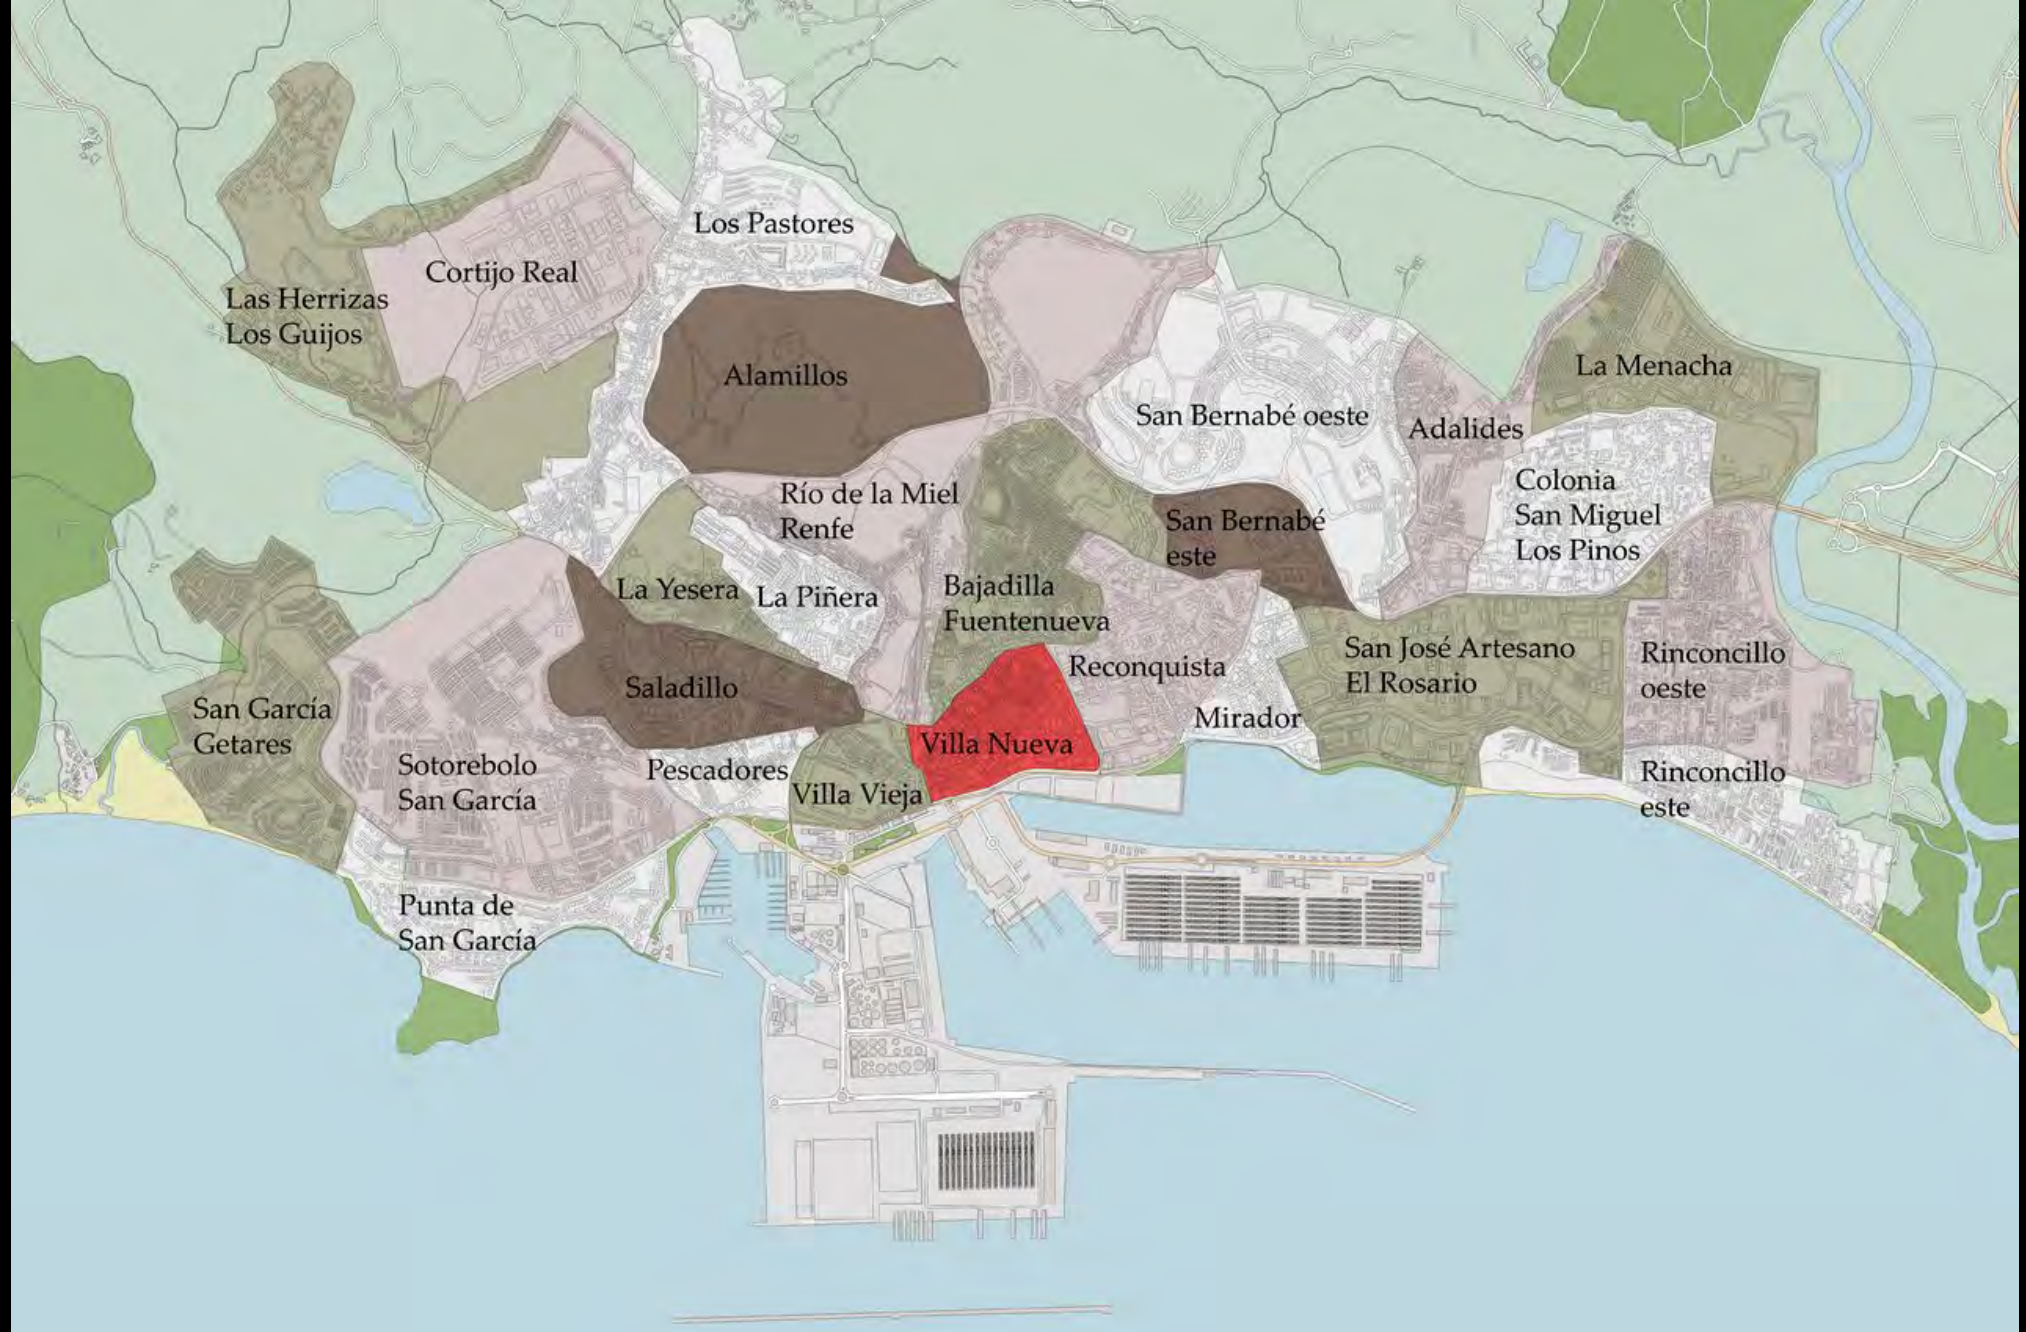 Los Pastores
Cortijo Real
Las Herrizas
Los Guijos
Alamillos
La Menacha
San Bernabé oeste
Adalides
Río de la Miel
Renfe
Colonia
San Miguel
Los Pinos
San Bernabé
este
La Yesera
La Piñera
Bajadilla
Fuentenueva
San José Artesano
El Rosario
Rinconcillo
oeste
Reconquista
Saladillo
San García
Getares
Mirador
Villa Nueva
Sotorebolo
San García
Pescadores
Villa Vieja
Rinconcillo
este
Punta de
San García